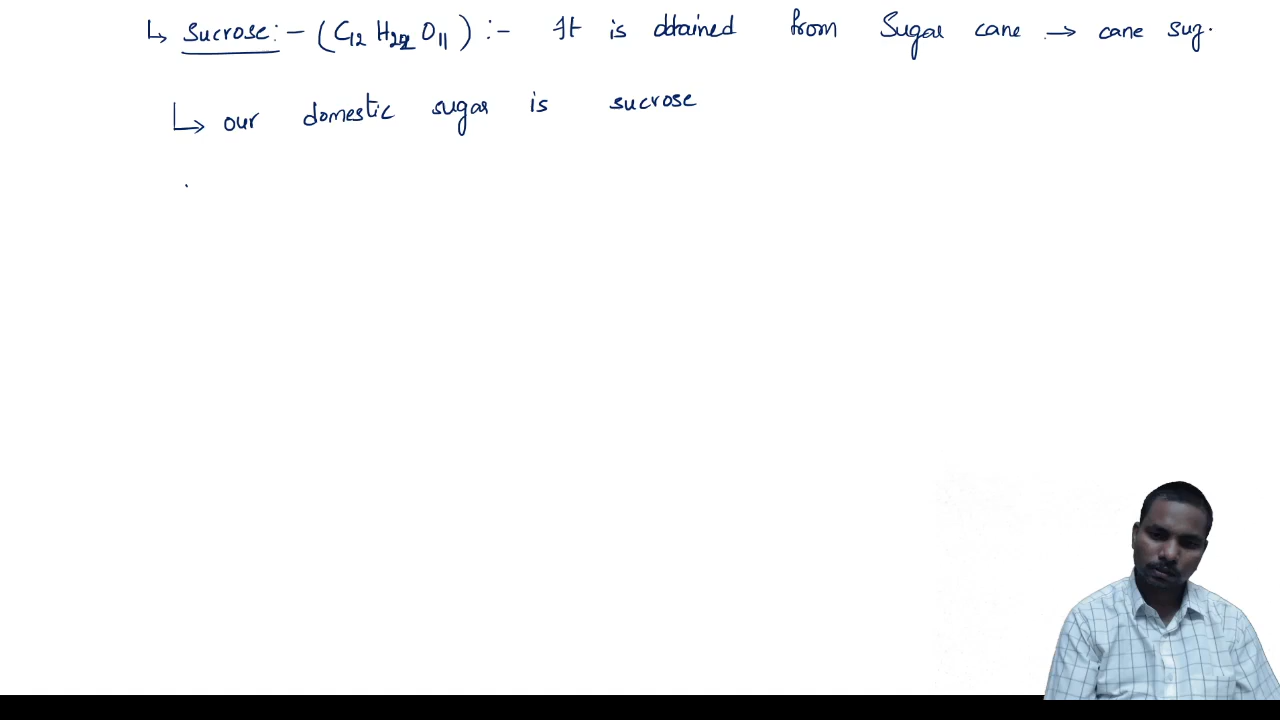 ↳ Sucrose:- (C12 H22 O11) :- It is obtained from Sugar cane → cane sug.
↳ our domestic sugar is sucrose